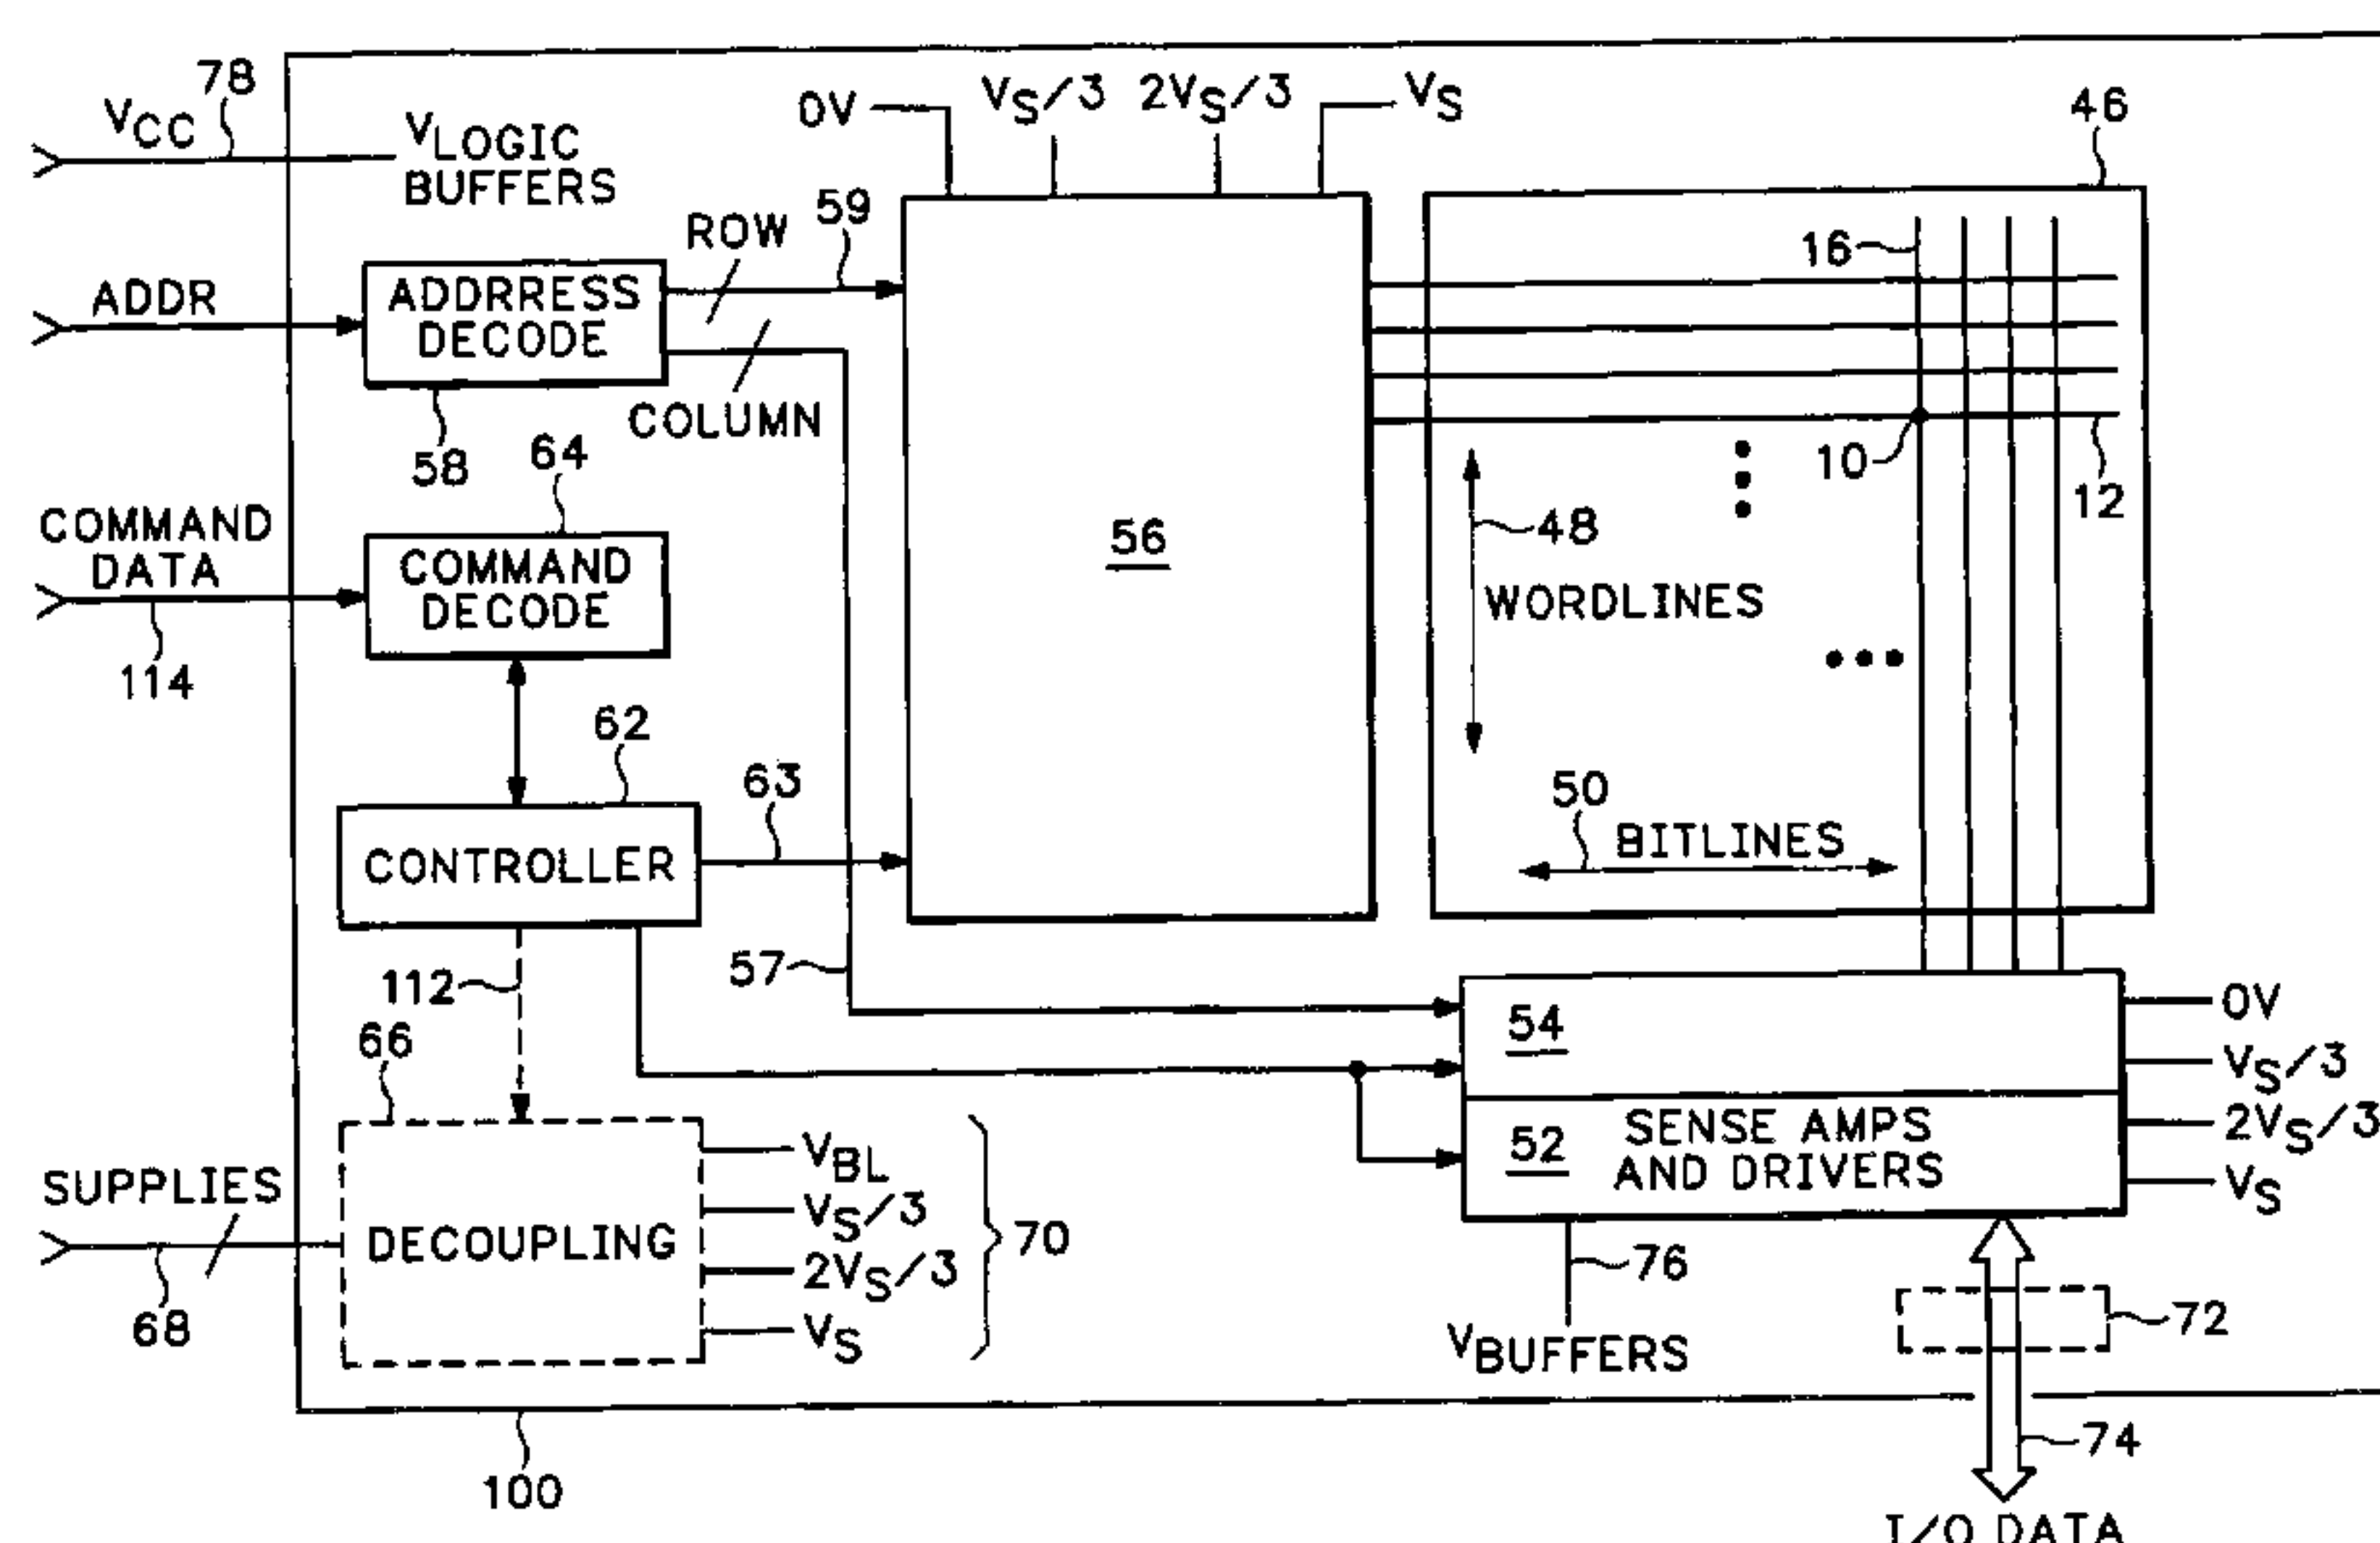 78
VCC
VLOGIC
BUFFERS
0V
VS/3
2VS/3
VS
46
ROW
59
16
ADDR
ADDRRESS
DECODE
COLUMN
58
10
12
64
COMMAND
DATA
COMMAND
DECODE
56
48
WORDLINES
114
62
63
50
BITLINES
CONTROLLER
57
112
66
54
0V
VS/3
2VS/3
VS
52
SENSE AMPS
AND DRIVERS
SUPPLIES
DECOUPLING
VBL
VS/3
2VS/3
VS
70
68
76
VBUFFERS
72
74
100
I/O DATA